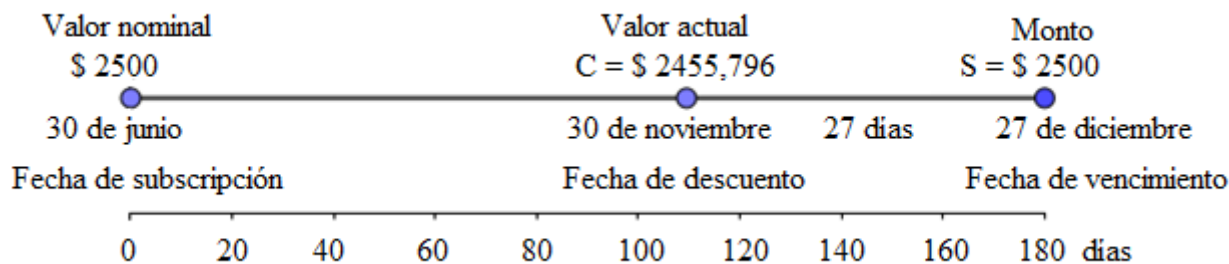 Valor nominal Valor actual Monto
$ 2500 C = $ 2455,796 S = $ 2500
30 de junio 30 de noviembre 27 días 27 de diciembre
Fecha de subscripción Fecha de descuento Fecha de vencimiento
0 20 40 60 80 100 120 140 160 180 días